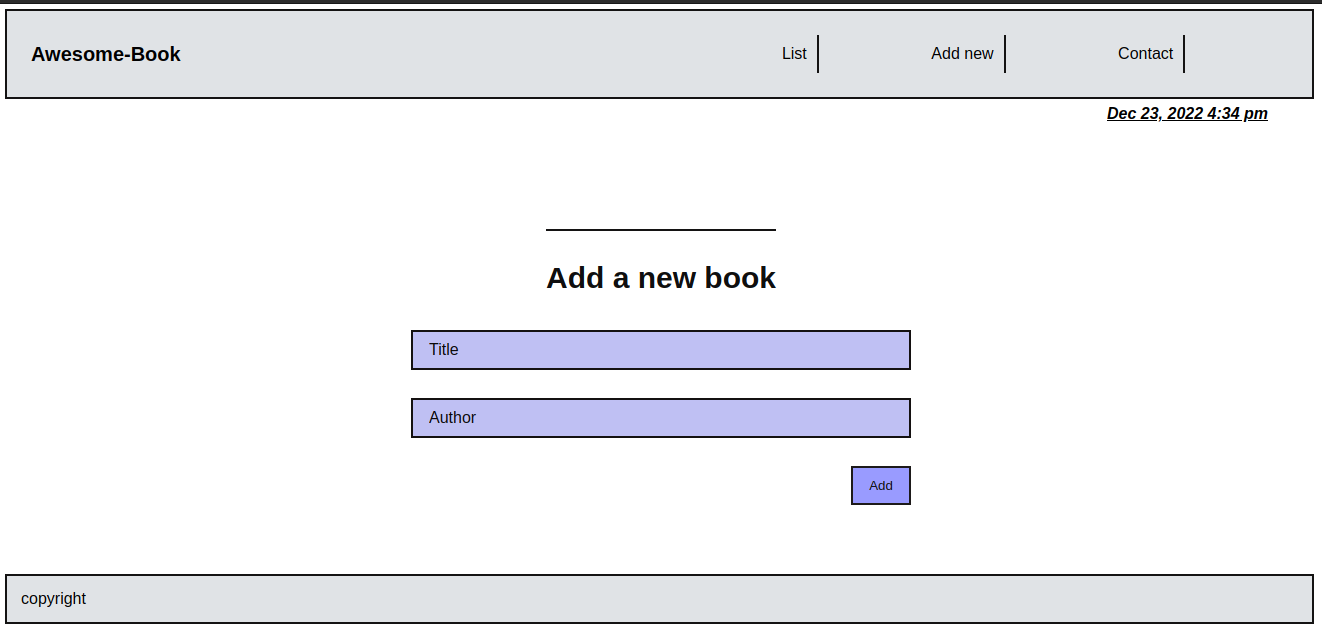 Awesome-Book List Add new Contact
Dec 23, 2022 4:34 pm
Add a new book
Title
Author
Add
copyright